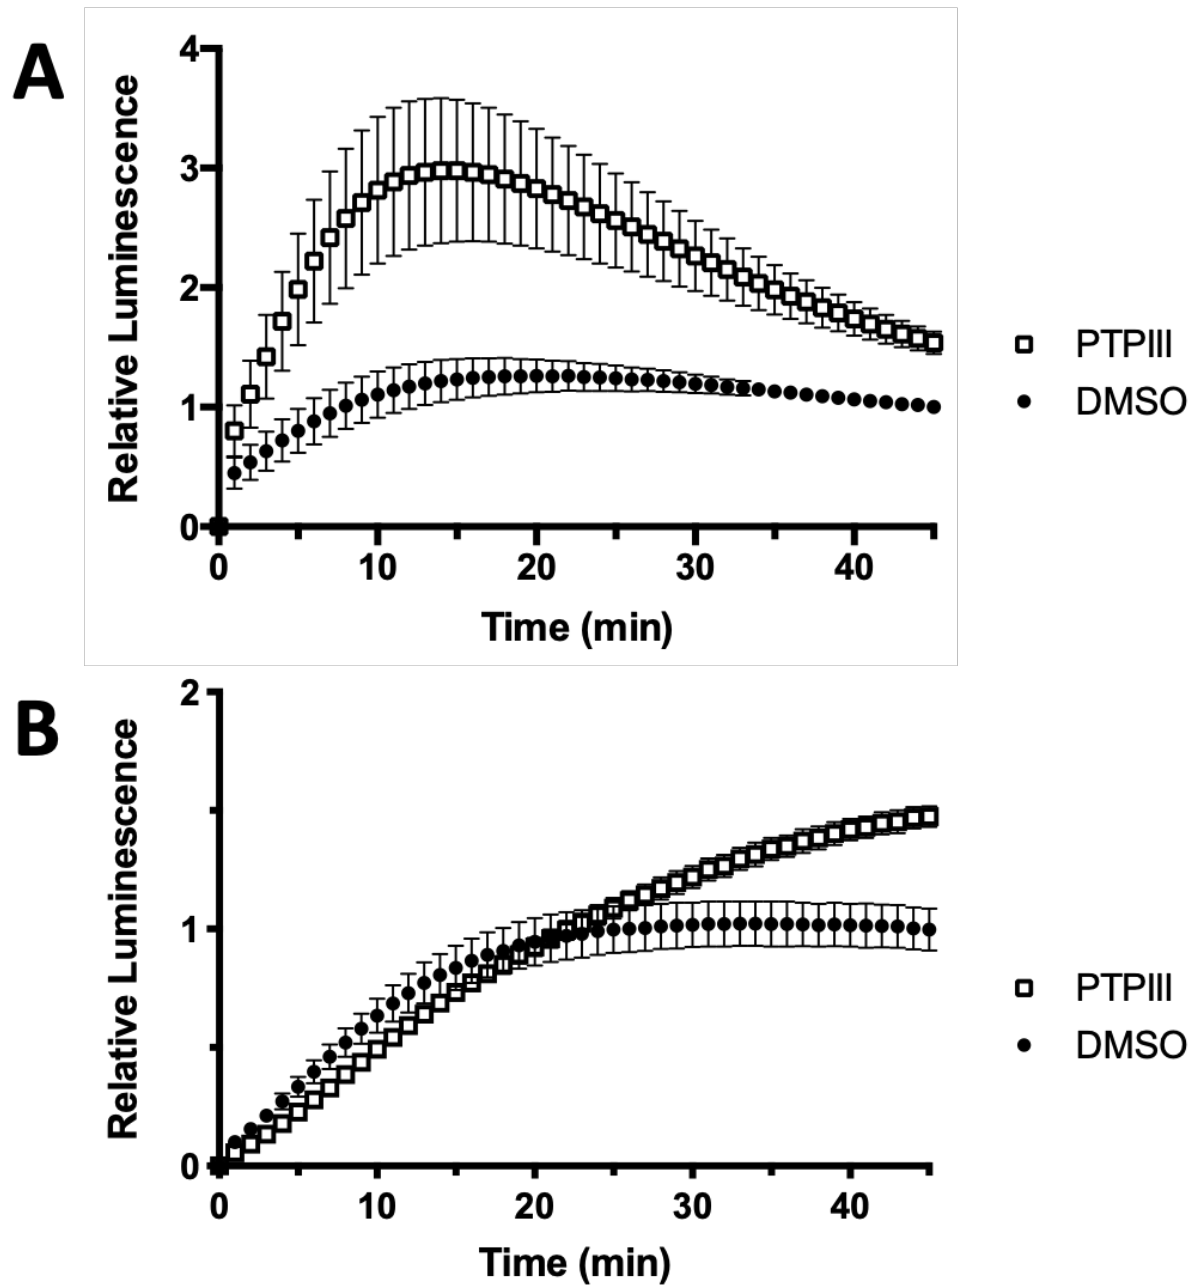 A
Relative Luminescence
4
3
2
1
0
0 10 20 30 40
Time (min)
PTPIII
DMSO
B
Relative Luminescence
2
1
0
0 10 20 30 40
Time (min)
PTPIII
DMSO